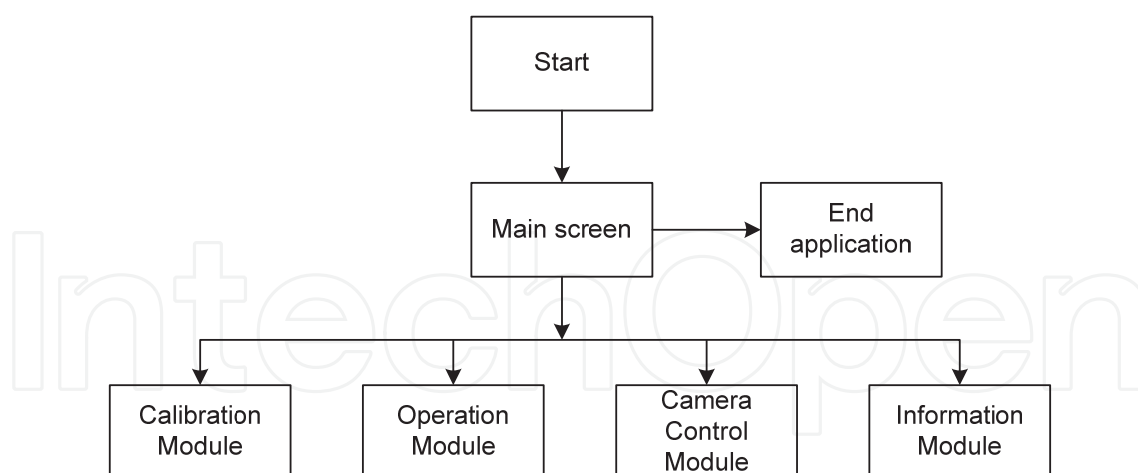 Start
Main screen
End
application
IntechOpen
Calibration
Module
Operation
Module
Camera
Control
Module
Information
Module